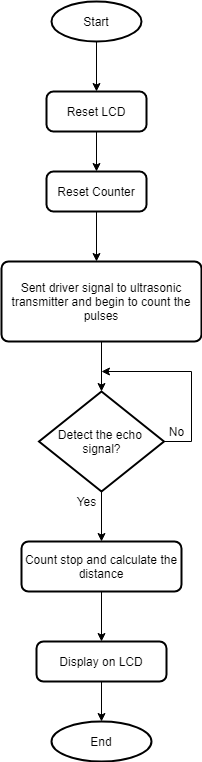 Start
Reset LCD
Reset Counter
Sent driver signal to ultrasonic
transmitter and begin to count the
pulses
Detect the echo
signal?
No
Yes
Count stop and calculate the
distance
Display on LCD
End